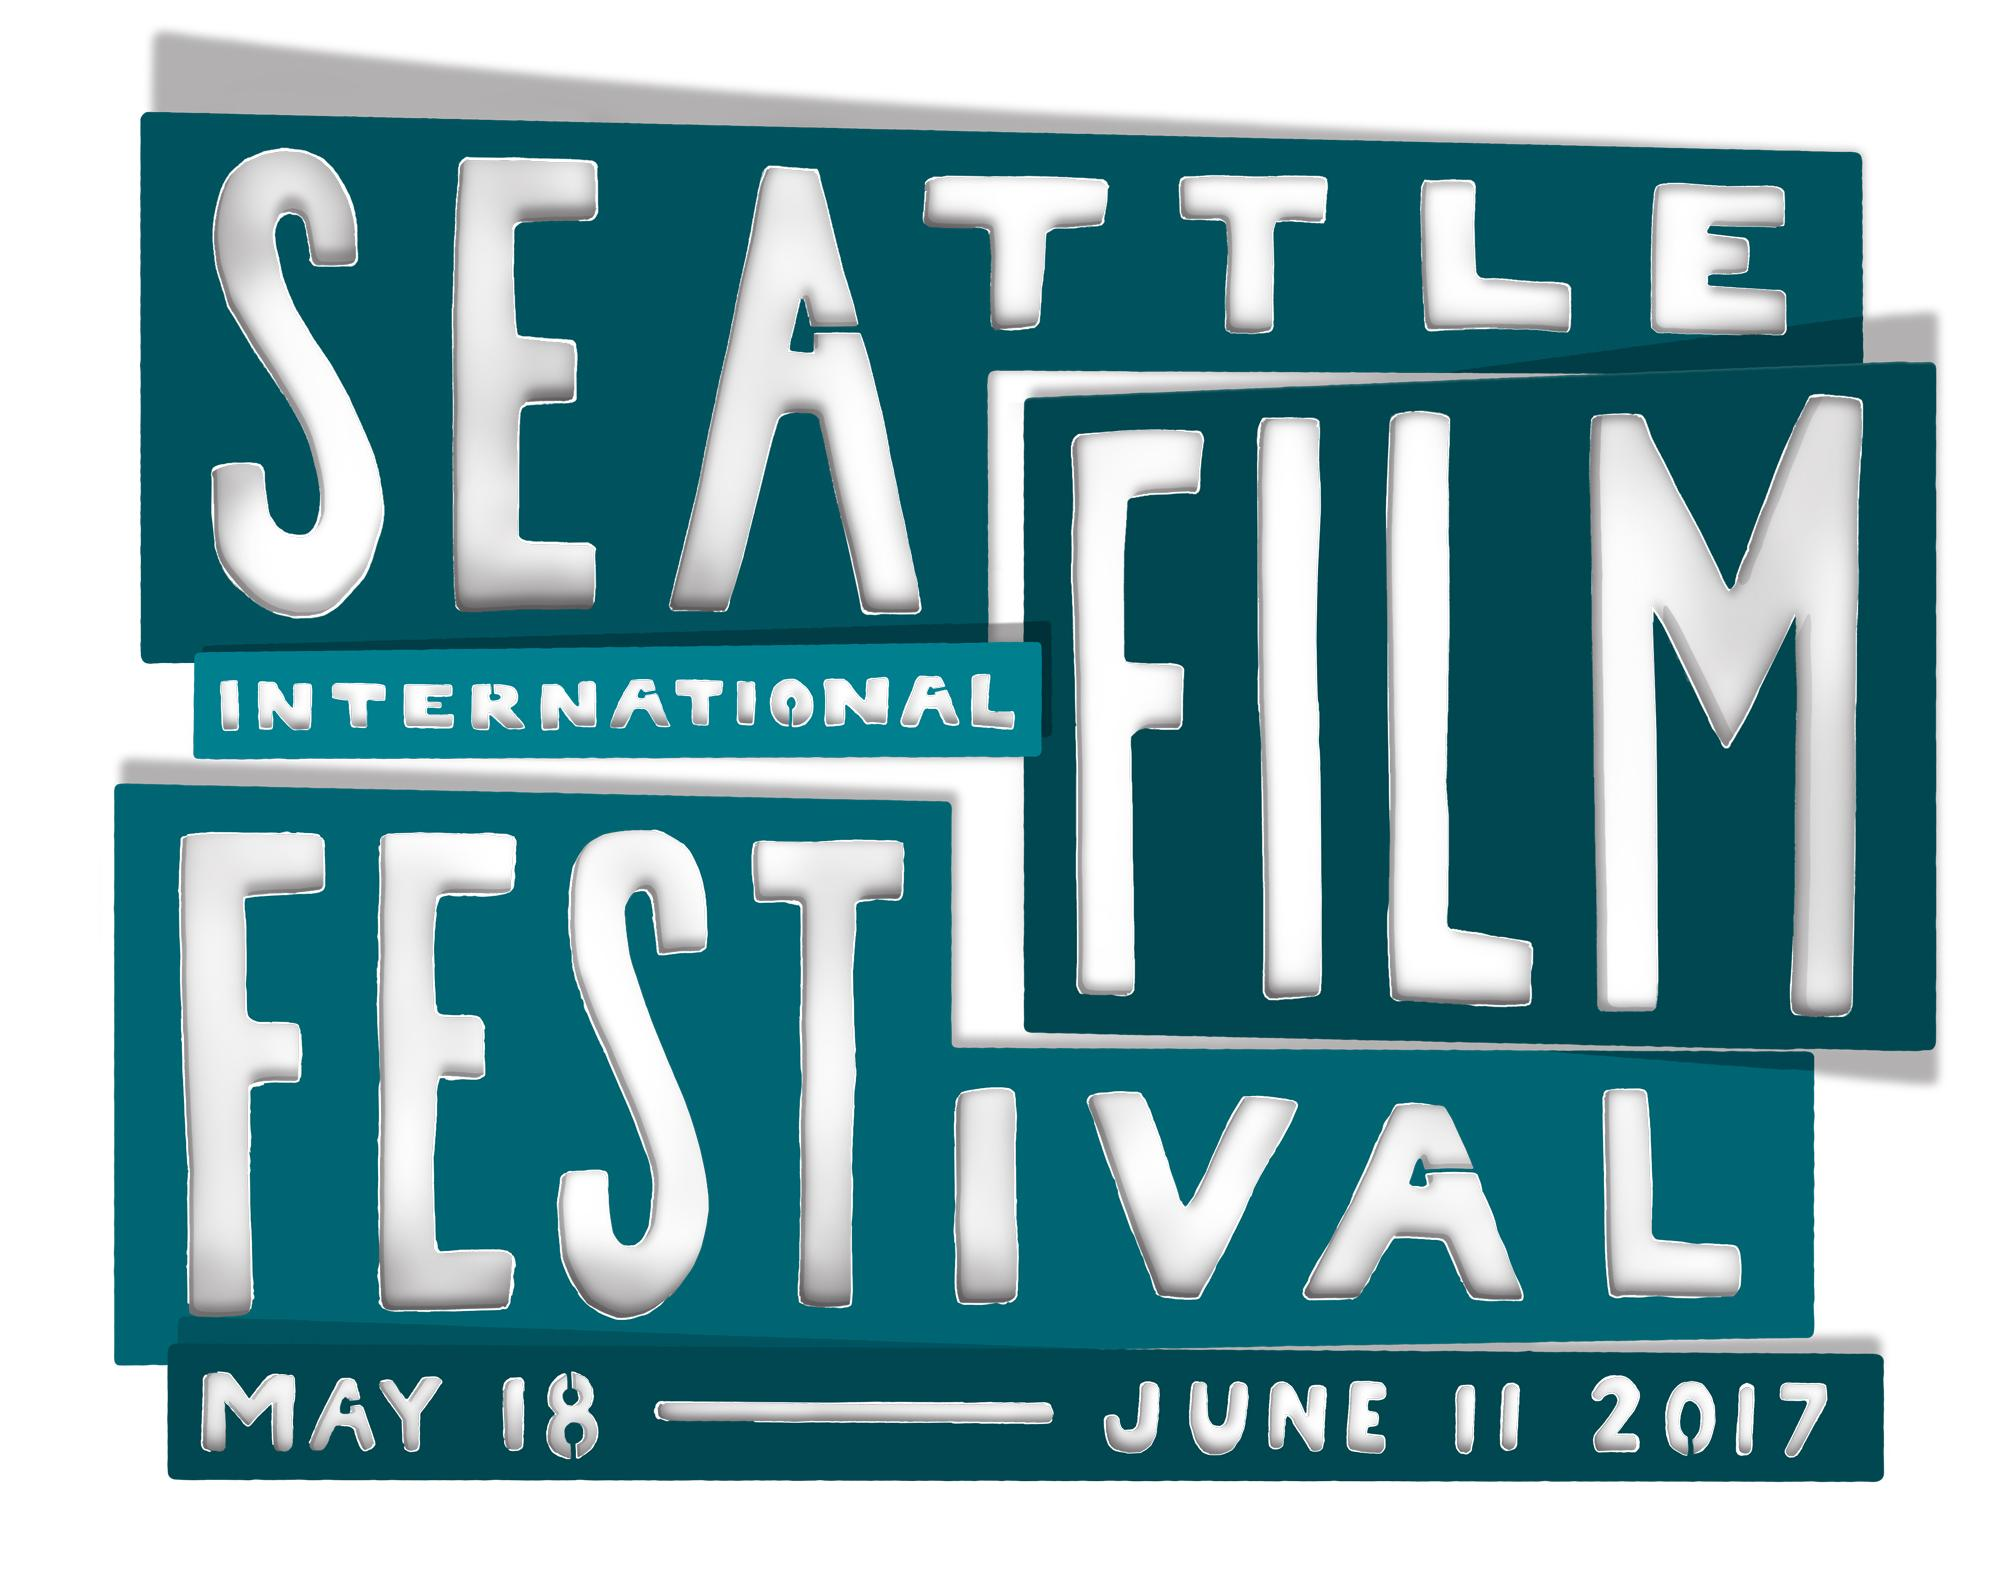 SEATTLE
INTERNATIONAL
FILM
FESTIVAL
MAY 18 — JUNE 11 2017